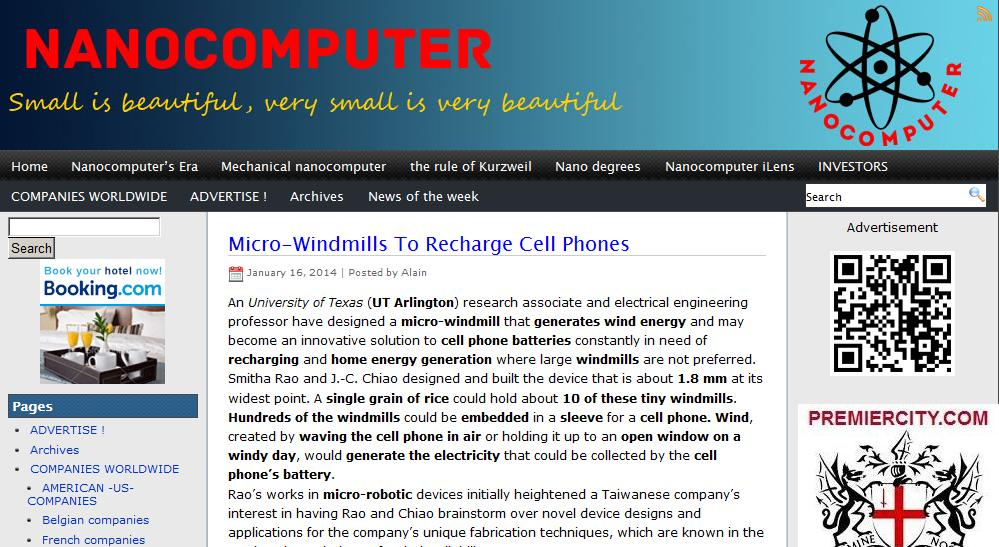 NANOCOMPUTER
Small is beautiful, very small is very beautiful
NANOCOMPUTER
Home Nanocomputer's Era Mechanical nanocomputer the rule of Kurzweil Nano degrees Nanocomputer iLens INVESTORS
COMPANIES WORLDWIDE ADVERTISE ! Archives News of the week
Search
Search
Book your hotel now!
Booking.com
Pages
ADVERTISE !
Archives
COMPANIES WORLDWIDE
AMERICAN -US-
COMPANIES
Belgian companies
French companies
Micro-Windmills To Recharge Cell Phones
January 16, 2014 | Posted by Alain
An University of Texas (UT Arlington) research associate and electrical engineering
professor have designed a micro-windmill that generates wind energy and may
become an innovative solution to cell phone batteries constantly in need of
recharging and home energy generation where large windmills are not preferred.
Smitha Rao and J.-C. Chiao designed and built the device that is about 1.8 mm at its
widest point. A single grain of rice could hold about 10 of these tiny windmills.
Hundreds of the windmills could be embedded in a sleeve for a cell phone. Wind,
created by waving the cell phone in air or holding it up to an open window on a
windy day, would generate the electricity that could be collected by the cell
phone's battery.
Rao's works in micro-robotic devices initially heightened a Taiwanese company's
interest in having Rao and Chiao brainstorm over novel device designs and
applications for the company's unique fabrication techniques, which are known in the
Advertisement
PREMIERCITY.COM